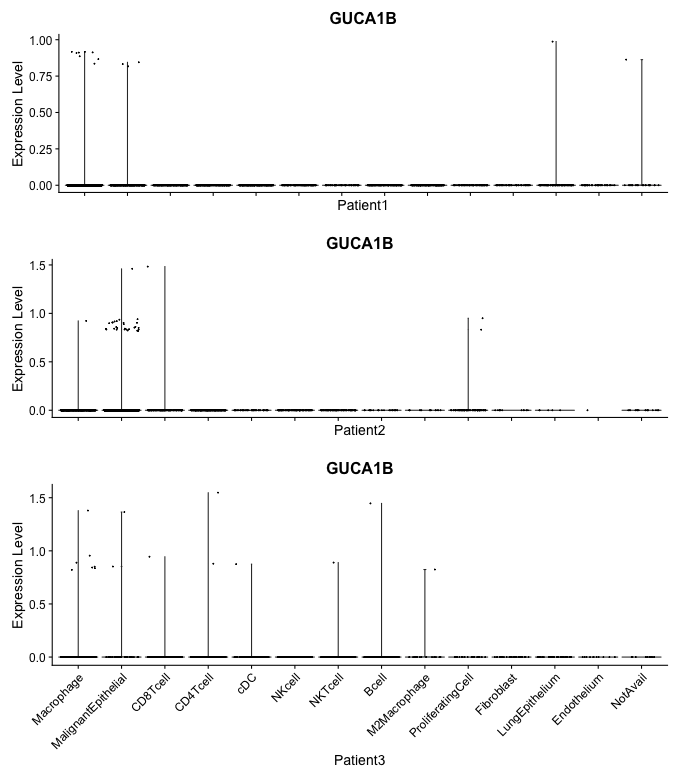 GUCA1B
Expression Level
1.00
0.75
0.50
0.25
0.00
Patient1
GUCA1B
Expression Level
1.5
1.0
0.5
0.0
Patient2
GUCA1B
Expression Level
1.5
1.0
0.5
0.0
Macrophage
MalignantEpithelial
CD8Tcell
CD4Tcell
cDC
NKcell
NKTcell
Bcell
M2Macrophage
ProliferatingCell
Fibroblast
LungEpithelium
Endothelium
NotAvail
Patient3